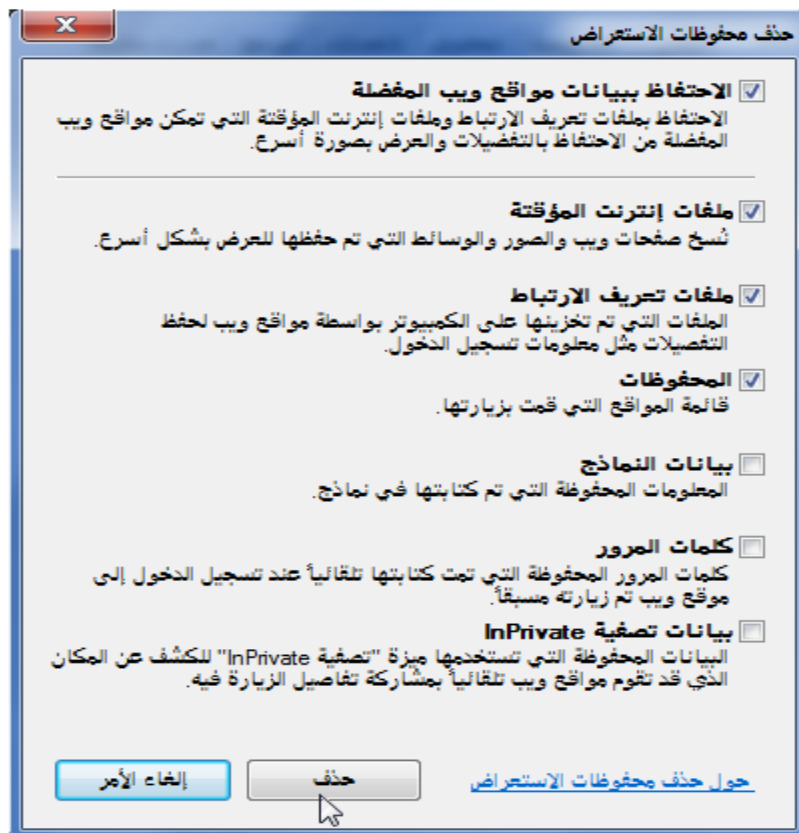 حذف محفوظات الاستعراض
الاحتفاظ ببيانات مواقع ويب المفضلة
الاحتفاظ بملفات تعريف الارتباط وملفات إنترنت المؤقتة التي تمكن مواقع ويب
المفضلة من الاحتفاظ بالتفضيلات والعرض بصورة أسرع.
ملفات إنترنت المؤقتة
نُسخ صفحات ويب والصور والوسائط التي تم حفظها للعرض بشكل أسرع.
ملفات تعريف الارتباط
الملفات التي تم تخزينها على الكمبيوتر بواسطة مواقع ويب لحفظ
التفصيلات مثل معلومات تسجيل الدخول.
المحفوظات
قائمة المواقع التي قمت بزيارتها.
بيانات النماذج
المعلومات المحفوظة التي تم كتابتها في نماذج.
كلمات المرور
كلمات المرور المحفوظة التي تمت كتابتها تلقائياً عند تسجيل الدخول إلى
موقع ويب تم زيارته مسبقاً.
بيانات تصفية InPrivate
البيانات المحفوظة التي تستخدمها ميزة "تصفية InPrivate" للكشف عن المكان
الذي قد تقوم مواقع ويب تلقائياً بمشاركة تفاصيل الزيارة فيه.
حول حذف محفوظات الاستعراض
حذف
إلغاء الأمر